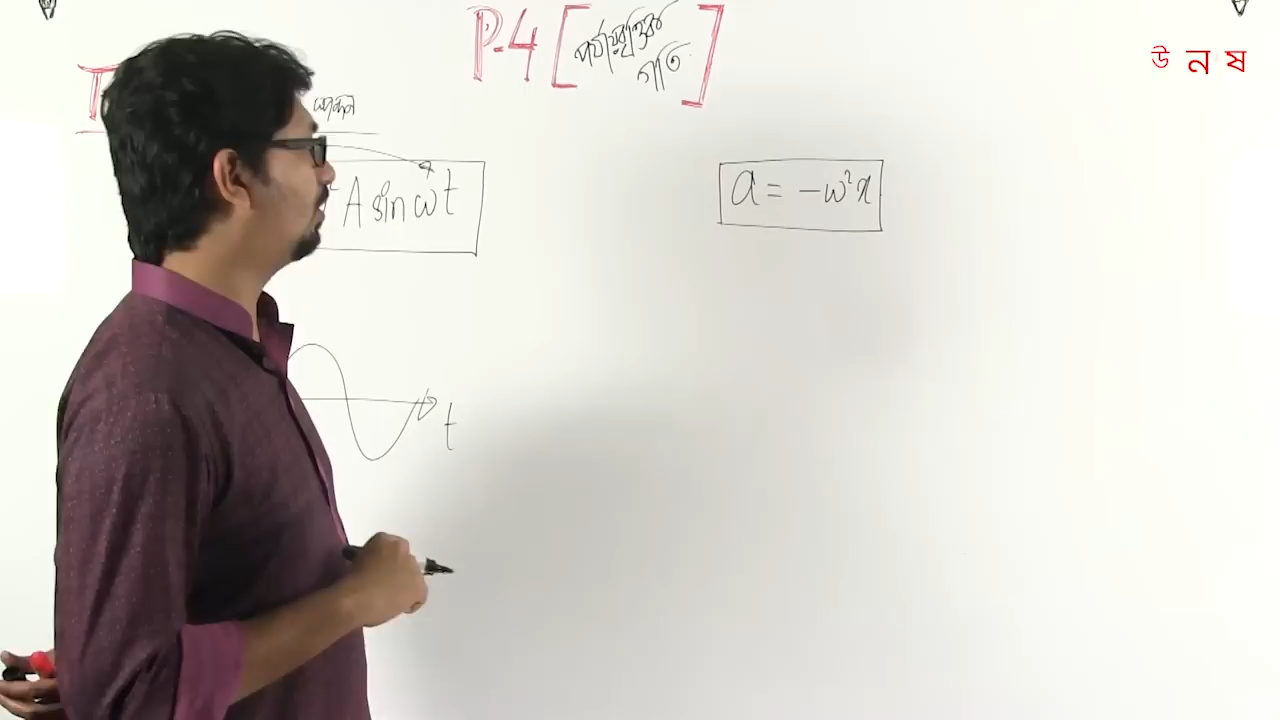 P-4 [পর্যায়বৃত্তিক
গতি]
উ ন ষ
A sin ωt
a = -ω²x
t